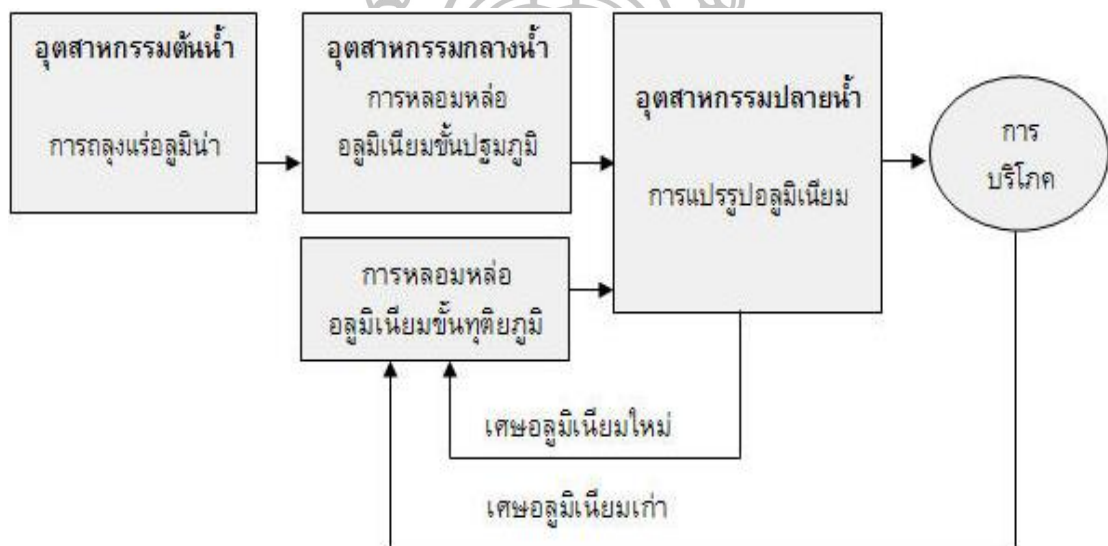 อุตสาหกรรมต้นน้ำ
การถลุงแร่อลูมิน่า
อุตสาหกรรมกลางน้ำ
การหลอมหล่อ
อลูมิเนียมขั้นปฐมภูมิ
การหลอมหล่อ
อลูมิเนียมขั้นทุติยภูมิ
อุตสาหกรรมปลายน้ำ
การแปรรูปอลูมิเนียม
การ
บริโภค
เศษอลูมิเนียมใหม่
เศษอลูมิเนียมเก่า